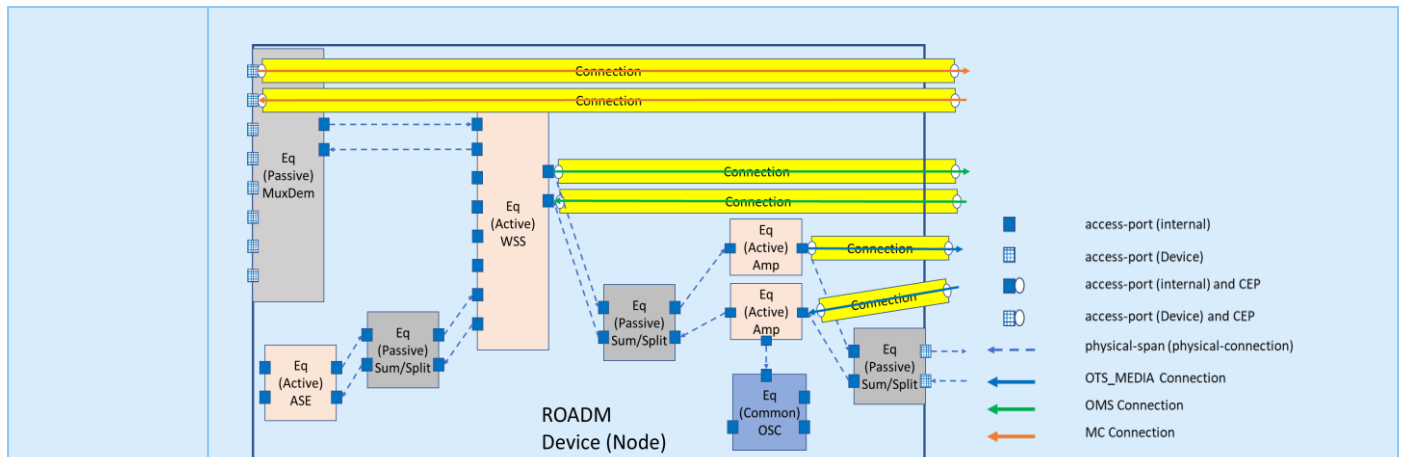 Connection
Connection
Eq
(Passive)
MuxDem
Eq
(Active)
WSS
Connection
Connection
Eq
(Active)
Amp
Connection
Eq
(Active)
Amp
Connection
Eq
(Passive)
Sum/Split
Eq
(Passive)
Sum/Split
Eq
(Passive)
Sum/Split
Eq
(Active)
ASE
Eq
(Common)
OSC
ROADM
Device (Node)
access-port (internal)
access-port (Device)
access-port (internal) and CEP
access-port (Device) and CEP
physical-span (physical-connection)
OTS_MEDIA Connection
OMS Connection
MC Connection